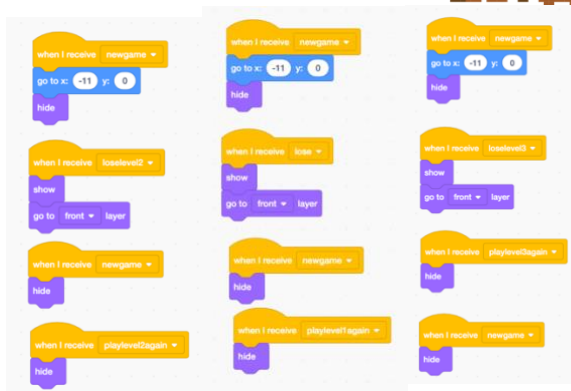 when I receive newgame
go to x: -11 y: 0
hide
when I receive loselevel2
show
go to front layer
when I receive newgame
hide
when I receive playlevel2again
hide
when I receive newgame
go to x: -11 y: 0
hide
when I receive lose
show
go to front layer
when I receive newgame
hide
when I receive playlevel1again
hide
when I receive newgame
go to x: -11 y: 0
hide
when I receive loselevel3
show
go to front layer
when I receive playlevel3again
hide
when I receive newgame
hide